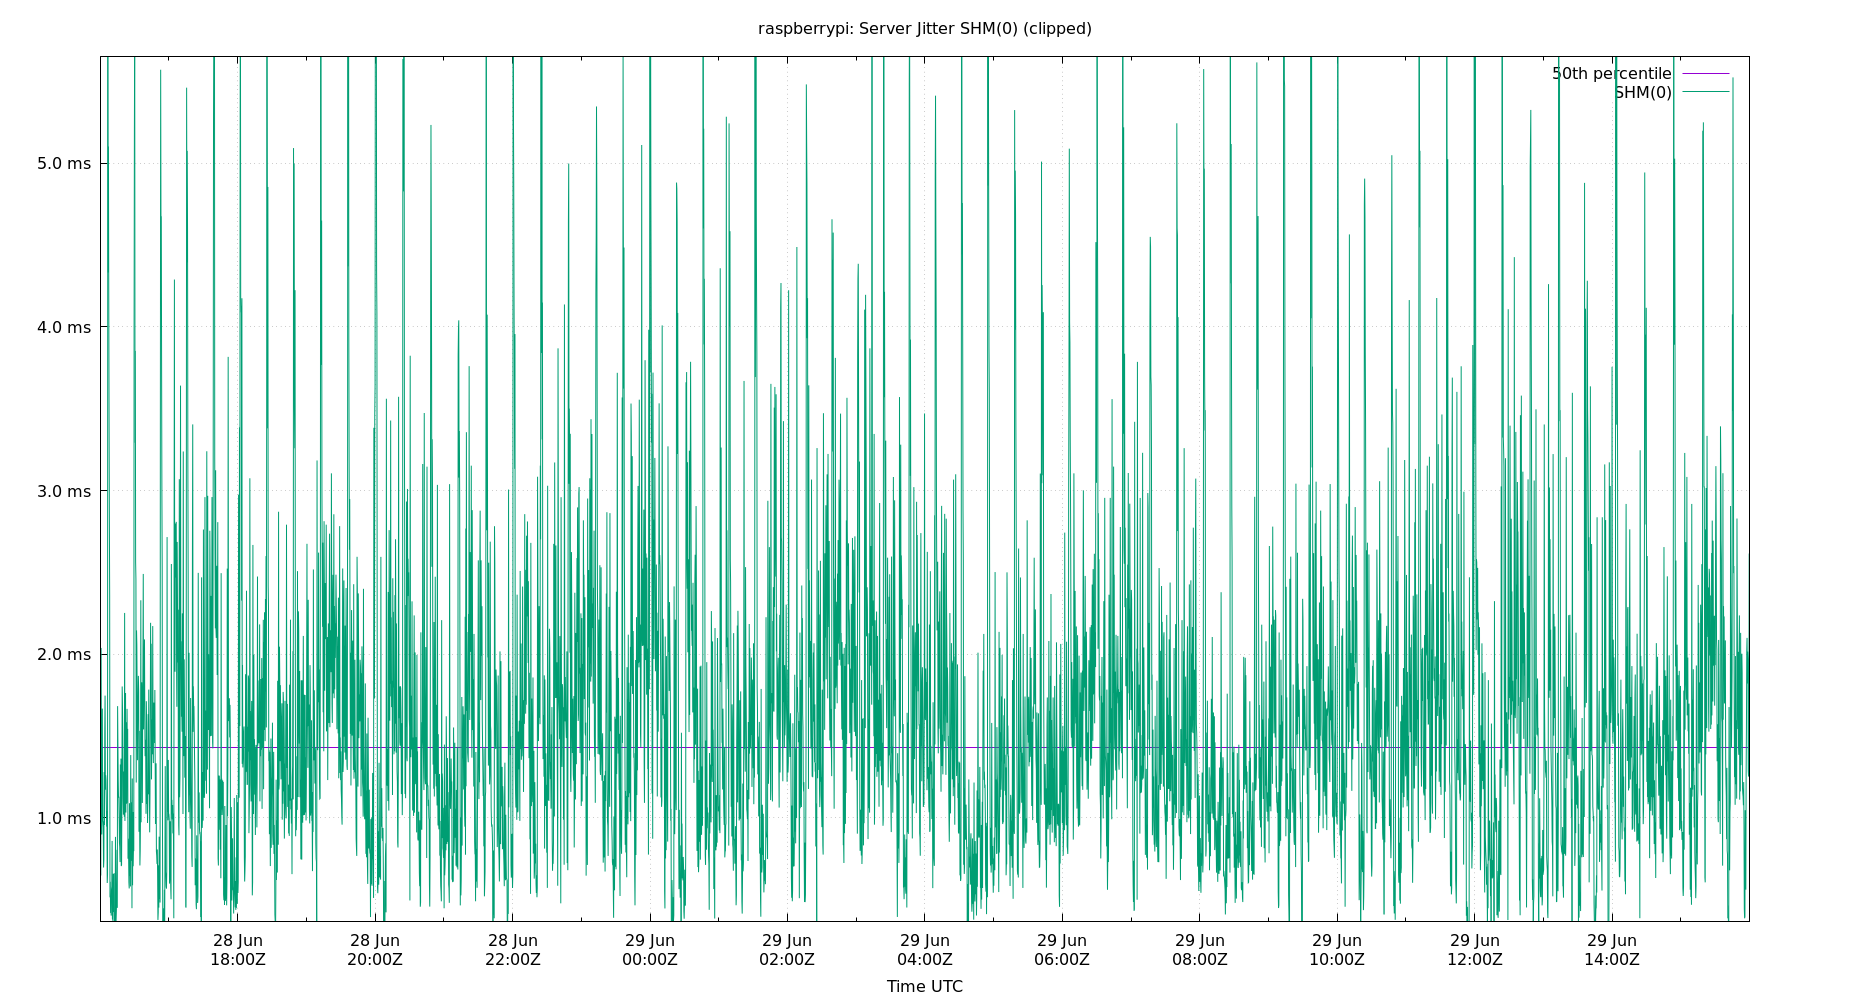 raspberrypi: Server Jitter SHM(0) (clipped)
50th percentile
SHM(0)
5.0 ms
4.0 ms
3.0 ms
2.0 ms
1.0 ms
28 Jun 28 Jun 28 Jun 29 Jun 29 Jun 29 Jun 29 Jun 29 Jun 29 Jun 29 Jun 29 Jun
18:00Z 20:00Z 22:00Z 00:00Z 02:00Z 04:00Z 06:00Z 08:00Z 10:00Z 12:00Z 14:00Z
Time UTC